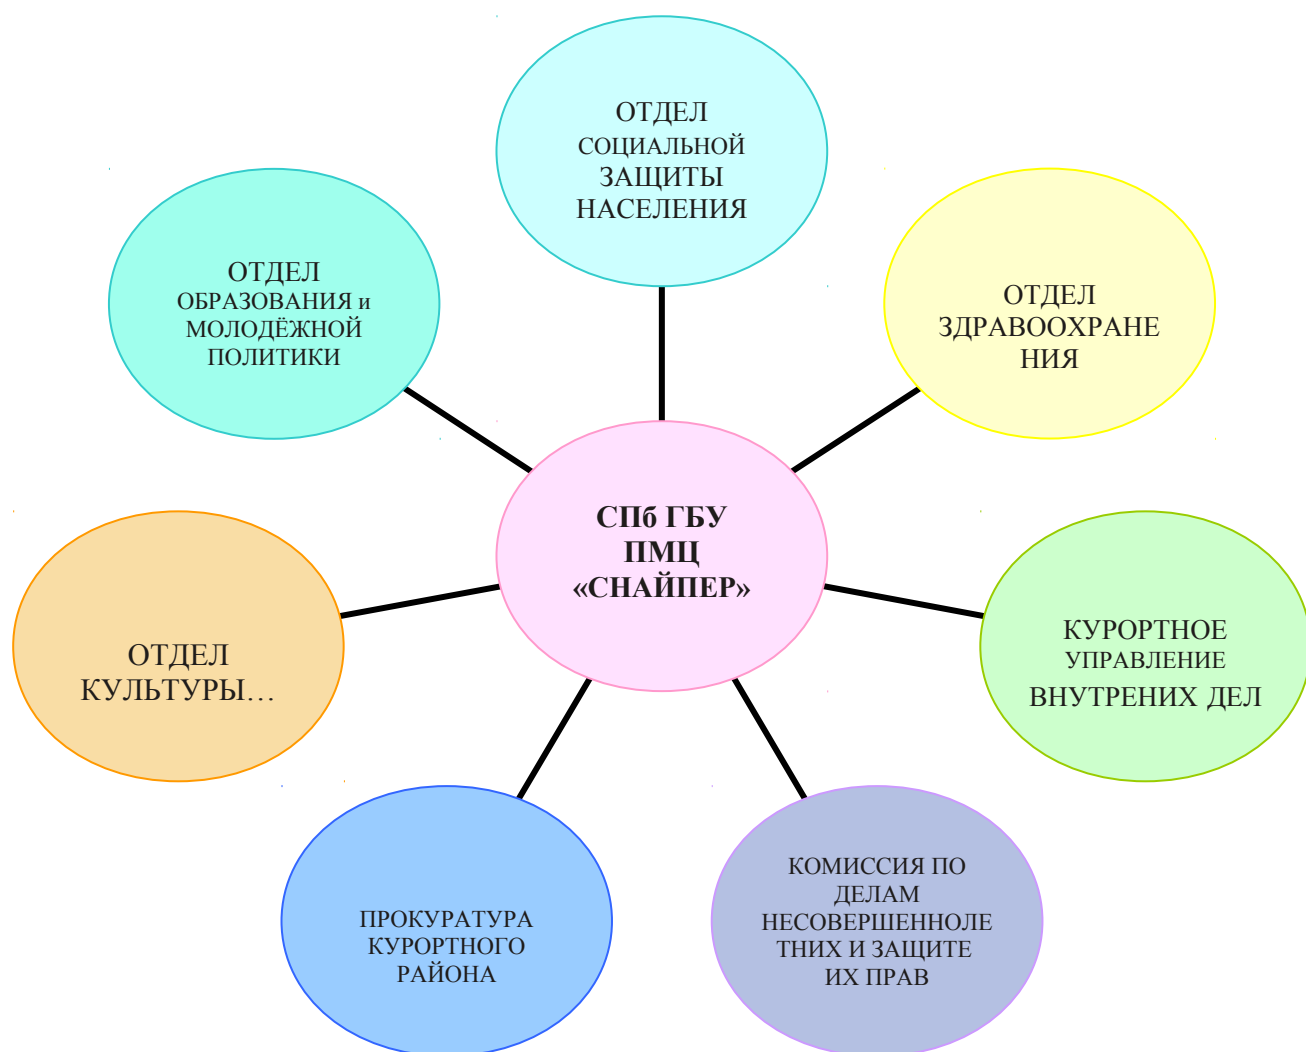 ОТДЕЛ
СОЦИАЛЬНОЙ
ЗАЩИТЫ
НАСЕЛЕНИЯ
ОТДЕЛ
ОБРАЗОВАНИЯ и
МОЛОДЁЖНОЙ
ПОЛИТИКИ
ОТДЕЛ
ЗДРАВООХРАНЕ
НИЯ
СПб ГБУ
ПМЦ
«СНАЙПЕР»
ОТДЕЛ
КУЛЬТУРЫ…
КУРОРТНОЕ
УПРАВЛЕНИЕ
ВНУТРЕНИХ ДЕЛ
ПРОКУРАТУРА
КУРОРТНОГО
РАЙОНА
КОМИССИЯ ПО
ДЕЛАМ
НЕСОВЕРШЕННОЛЕ
ТНИХ И ЗАЩИТЕ
ИХ ПРАВ